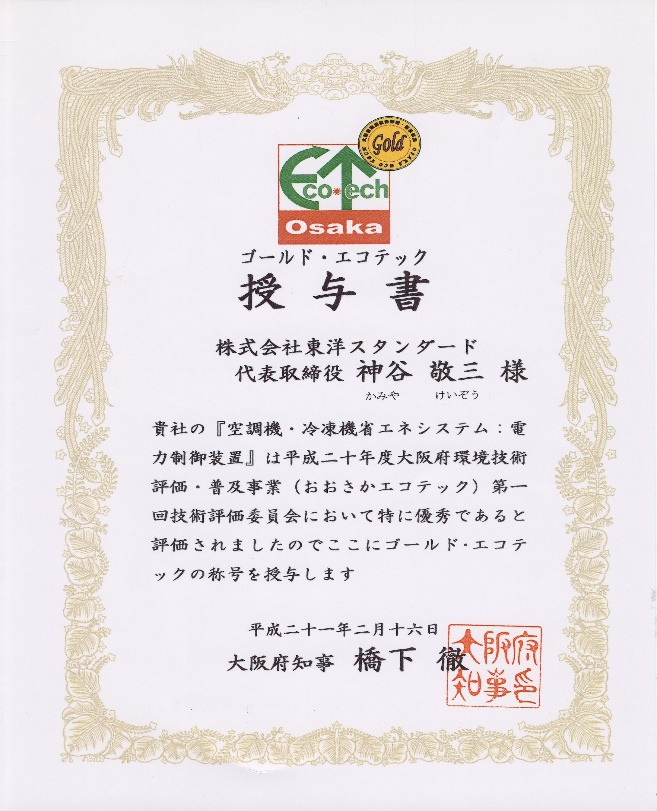 Gold
Eco・Tech
Osaka
ゴールド・エコテック
授与書
株式会社東洋スタンダード
代表取締役 神谷 敬三 様
かみや けいぞう
貴社の『空調機・冷凍機省エネシステム：電
力制御装置』は平成二十年度大阪府環境技術
評価・普及事業（おおさかエコテック）第一
回技術評価委員会において特に優秀であると
評価されましたのでここにゴールド・エコテ
ックの称号を授与します
平成二十一年二月十六日
大阪府知事 橋下 徹
大阪府
知事印